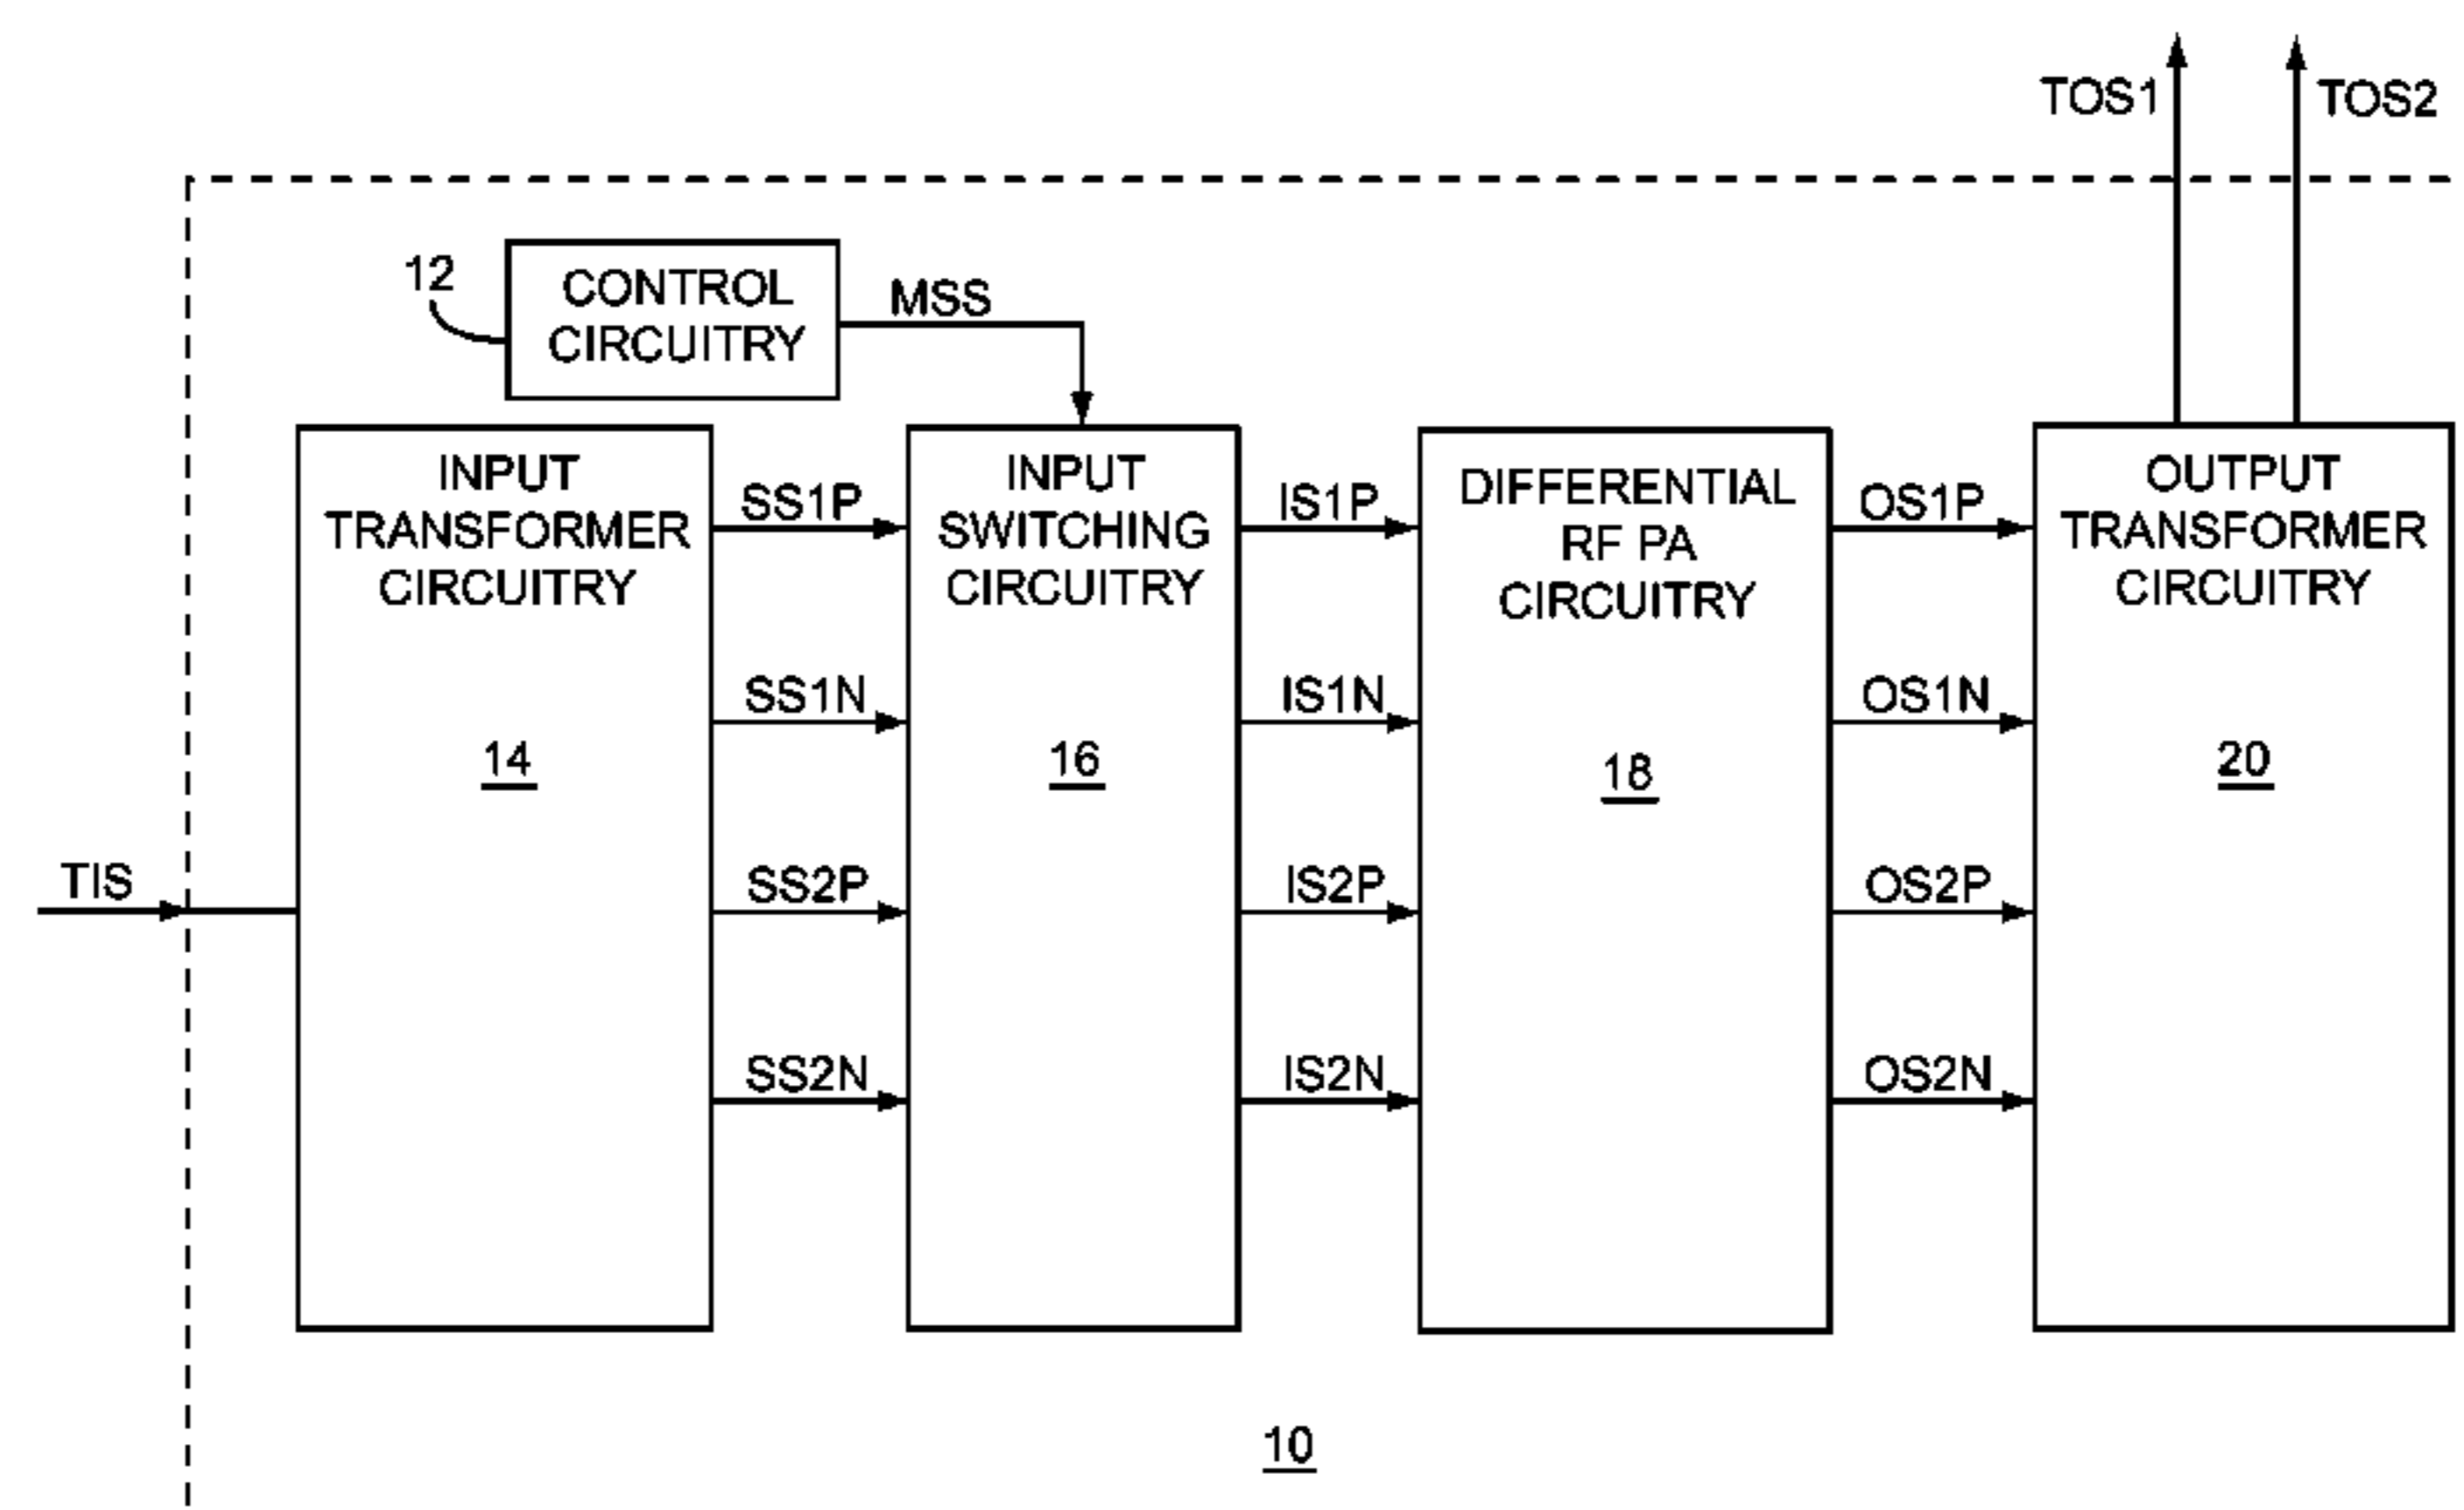 TOS1
TOS2
12
CONTROL
CIRCUITRY
MSS
INPUT
TRANSFORMER
CIRCUITRY
14
SS1P
SS1N
SS2P
SS2N
INPUT
SWITCHING
CIRCUITRY
16
IS1P
IS1N
IS2P
IS2N
DIFFERENTIAL
RF PA
CIRCUITRY
18
OS1P
OS1N
OS2P
OS2N
OUTPUT
TRANSFORMER
CIRCUITRY
20
TIS
10